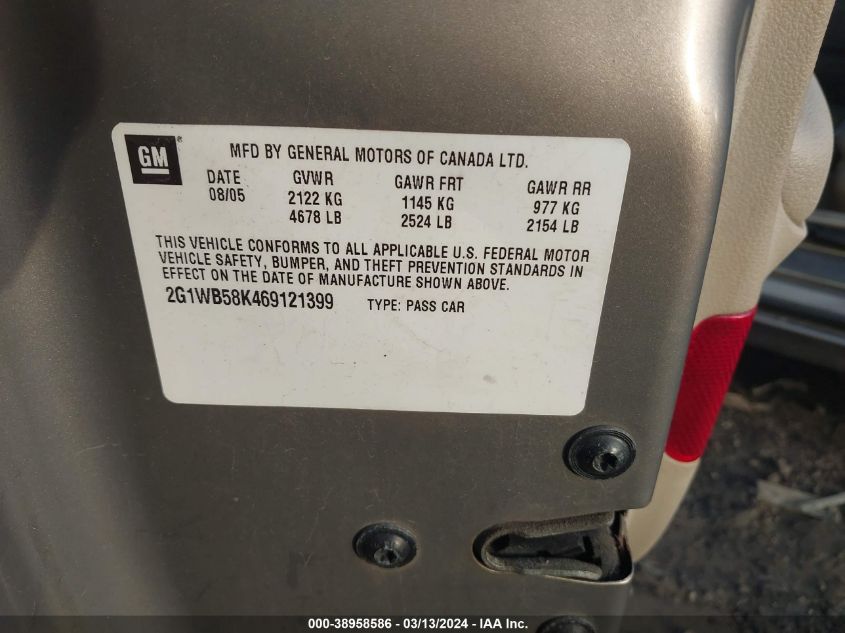 GM
MFD BY GENERAL MOTORS OF CANADA LTD.
DATE GVWR GAWR FRT GAWR RR
08/05 2122 KG 1145 KG 977 KG
4678 LB 2524 LB 2154 LB
THIS VEHICLE CONFORMS TO ALL APPLICABLE U.S. FEDERAL MOTOR
VEHICLE SAFETY, BUMPER, AND THEFT PREVENTION STANDARDS IN
EFFECT ON THE DATE OF MANUFACTURE SHOWN ABOVE.
2G1WB58K469121399 TYPE: PASS CAR
000-38958586 - 03/13/2024 - IAA Inc.